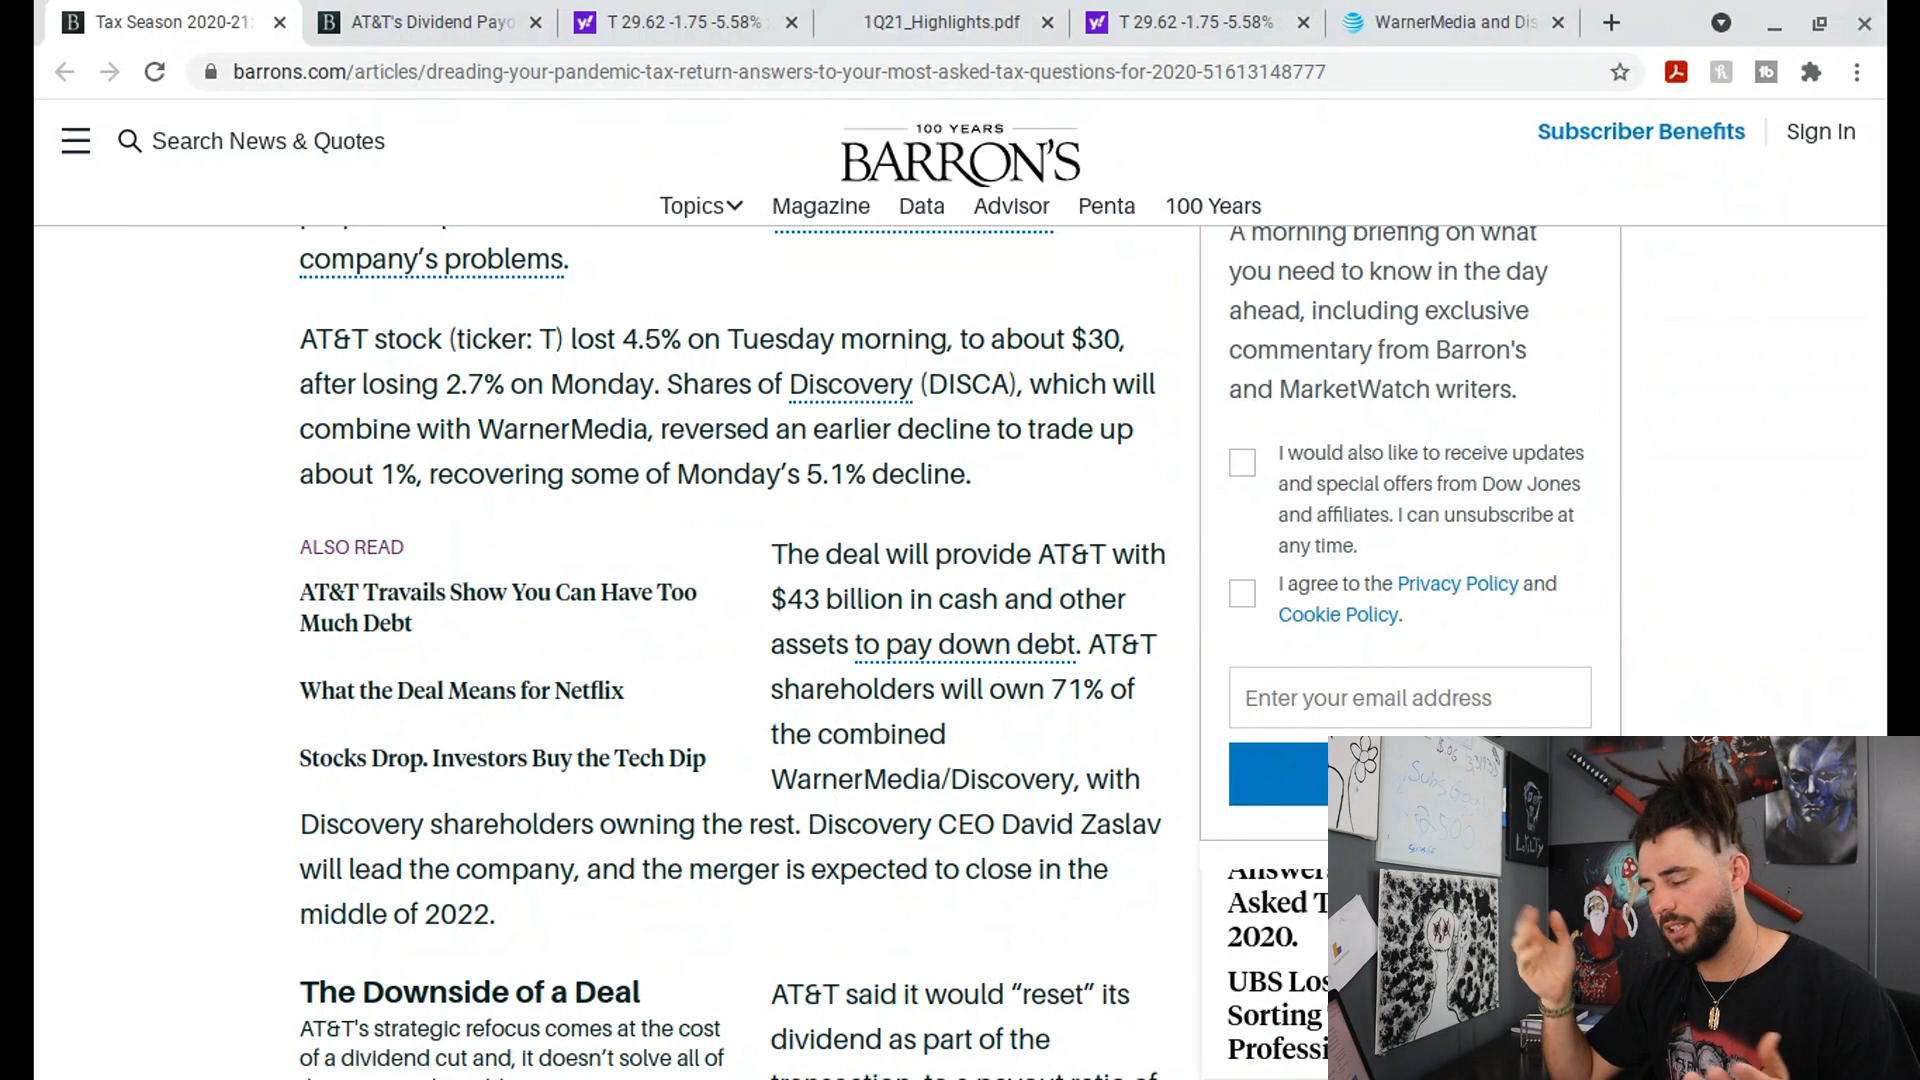 Tax Season 2020-21:
AT&T's Dividend Payo
T 29.62 -1.75 -5.58%
1Q21_Highlights.pdf
T 29.62 -1.75 -5.58%
WarnerMedia and Dis
barrons.com/articles/dreading-your-pandemic-tax-return-answers-to-your-most-asked-tax-questions-for-2020-51613148777
Search News & Quotes
100 YEARS
BARRON'S
Subscriber Benefits
Sign In
Topics
Magazine
Data
Advisor
Penta
100 Years
company’s problems.
AT&T stock (ticker: T) lost 4.5% on Tuesday morning, to about $30,
after losing 2.7% on Monday. Shares of Discovery (DISCA), which will
combine with WarnerMedia, reversed an earlier decline to trade up
about 1%, recovering some of Monday’s 5.1% decline.
ALSO READ
AT&T Travails Show You Can Have Too
Much Debt
What the Deal Means for Netflix
Stocks Drop. Investors Buy the Tech Dip
The deal will provide AT&T with
$43 billion in cash and other
assets to pay down debt. AT&T
shareholders will own 71% of
the combined
WarnerMedia/Discovery, with
Discovery shareholders owning the rest. Discovery CEO David Zaslav
will lead the company, and the merger is expected to close in the
middle of 2022.
The Downside of a Deal
AT&T's strategic refocus comes at the cost
of a dividend cut and, it doesn’t solve all of
AT&T said it would “reset” its
dividend as part of the
transaction, to a payout ratio of
A morning briefing on what
you need to know in the day
ahead, including exclusive
commentary from Barron's
and MarketWatch writers.
I would also like to receive updates
and special offers from Dow Jones
and affiliates. I can unsubscribe at
any time.
I agree to the Privacy Policy and
Cookie Policy.
Enter your email address
Asked T
2020.
UBS Los
Sorting
Professi
Subs Goal
2500
LOYALTY